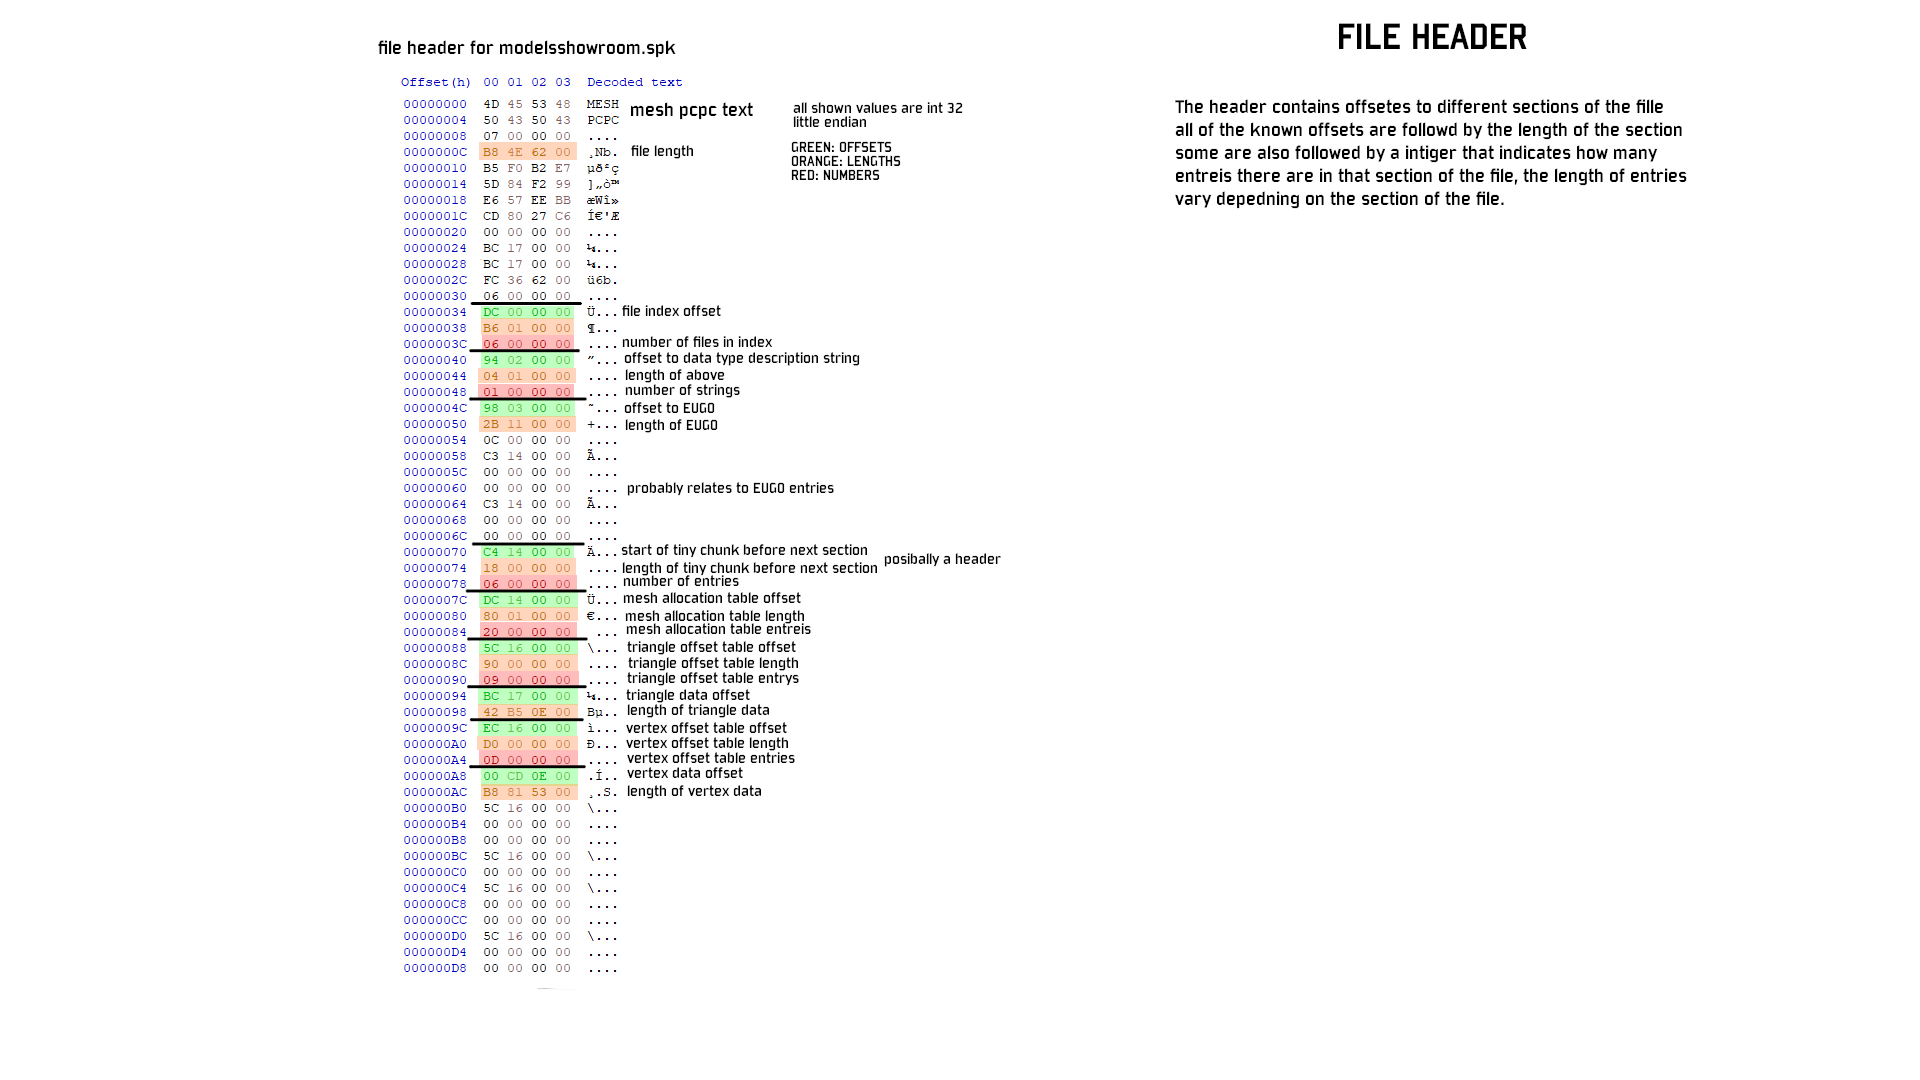 FILE HEADER
file header for modelsshowroom.spk
Offset(h) 00 01 02 03 Decoded text
00000000 4D 45 53 48 MESH mesh pcpc text all shown values are int 32
00000004 50 43 50 43 PCPC little endian
00000008 07 00 00 00 ....
0000000C B8 4E 62 00 ¸Nb. file length GREEN: OFFSETS
00000010 B5 F0 B2 E7 µð²ç ORANGE: LENGTHS
00000014 5D 84 F2 99 ]„ò™ RED: NUMBERS
00000018 E6 57 EE BB æWî»
0000001C CD 80 27 C6 Í€'Æ
00000020 00 00 00 00 ....
00000024 BC 17 00 00 ¼...
00000028 BC 17 00 00 ¼...
0000002C FC 36 62 00 ü6b.
00000030 06 00 00 00 ....
00000034 DC 00 00 00 Ü... file index offset
00000038 B6 01 00 00 ¶...
0000003C 06 00 00 00 .... number of files in index
00000040 94 02 00 00 ”... offset to data type description string
00000044 04 01 00 00 .... length of above
00000048 01 00 00 00 .... number of strings
0000004C 98 03 00 00 ˜... offset to EUGO
00000050 2B 11 00 00 +... length of EUGO
00000054 0C 00 00 00 ....
00000058 C3 14 00 00 Ã...
0000005C 00 00 00 00 ....
00000060 00 00 00 00 .... probably relates to EUGO entries
00000064 C3 14 00 00 Ã...
00000068 00 00 00 00 ....
0000006C 00 00 00 00 ....
00000070 C4 14 00 00 Ä... start of tiny chunk before next section posibally a header
00000074 18 00 00 00 .... length of tiny chunk before next section
00000078 06 00 00 00 .... number of entries
0000007C DC 14 00 00 Ü... mesh allocation table offset
00000080 80 01 00 00 €... mesh allocation table length
00000084 20 00 00 00  ... mesh allocation table entreis
00000088 5C 16 00 00 \... triangle offset table offset
0000008C 90 00 00 00 .... triangle offset table length
00000090 09 00 00 00 .... triangle offset table entrys
00000094 BC 17 00 00 ¼... triangle data offset
00000098 42 B5 0E 00 Bµ.. length of triangle data
0000009C EC 16 00 00 ì... vertex offset table offset
000000A0 D0 00 00 00 Ð... vertex offset table length
000000A4 0D 00 00 00 .... vertex offset table entries
000000A8 00 CD 0E 00 .Í.. vertex data offset
000000AC B8 81 53 00 ¸.S. length of vertex data
000000B0 5C 16 00 00 \...
000000B4 00 00 00 00 ....
000000B8 00 00 00 00 ....
000000BC 5C 16 00 00 \...
000000C0 00 00 00 00 ....
000000C4 5C 16 00 00 \...
000000C8 00 00 00 00 ....
000000CC 00 00 00 00 ....
000000D0 5C 16 00 00 \...
000000D4 00 00 00 00 ....
000000D8 00 00 00 00 ....
The header contains offsetes to different sections of the fille
all of the known offsets are followd by the length of the section
some are also followed by a intiger that indicates how many
entreis there are in that section of the file, the length of entries
vary depedning on the section of the file.